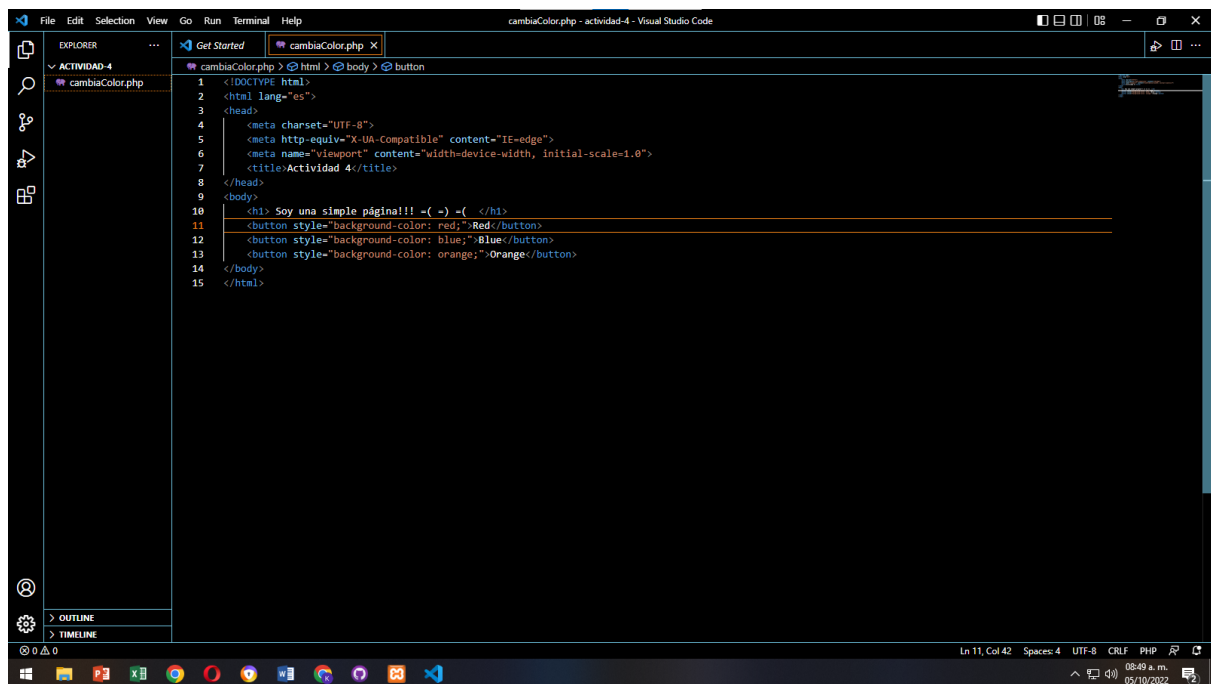 File Edit Selection View Go Run Terminal Help cambiaColor.php - actividad-4 - Visual Studio Code
EXPLORER ... Get Started cambiaColor.php
ACTIVIDAD-4 cambiaColor.php > html > body > button
cambiaColor.php
1 <!DOCTYPE html>
2 <html lang="es">
3 <head>
4 <meta charset="UTF-8">
5 <meta http-equiv="X-UA-Compatible" content="IE=edge">
6 <meta name="viewport" content="width=device-width, initial-scale=1.0">
7 <title>Actividad 4</title>
8 </head>
9 <body>
10 <h1> Soy una simple página!!! =( =) =(  </h1>
11 <button style="background-color: red;">Red</button>
12 <button style="background-color: blue;">Blue</button>
13 <button style="background-color: orange;">Orange</button>
14 </body>
15 </html>
OUTLINE
TIMELINE
0 0 Ln 11, Col 42 Spaces: 4 UTF-8 CRLF PHP
08:49 a. m.
05/10/2022